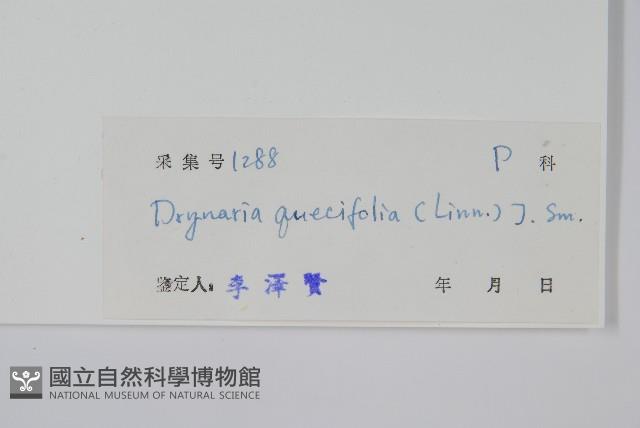 采集号 1288 P 科
Drynaria quecifolia (Linn.) J. Sm.
鉴定人: 李澤賢 年 月 日
國立自然科學博物館
NATIONAL MUSEUM OF NATURAL SCIENCE